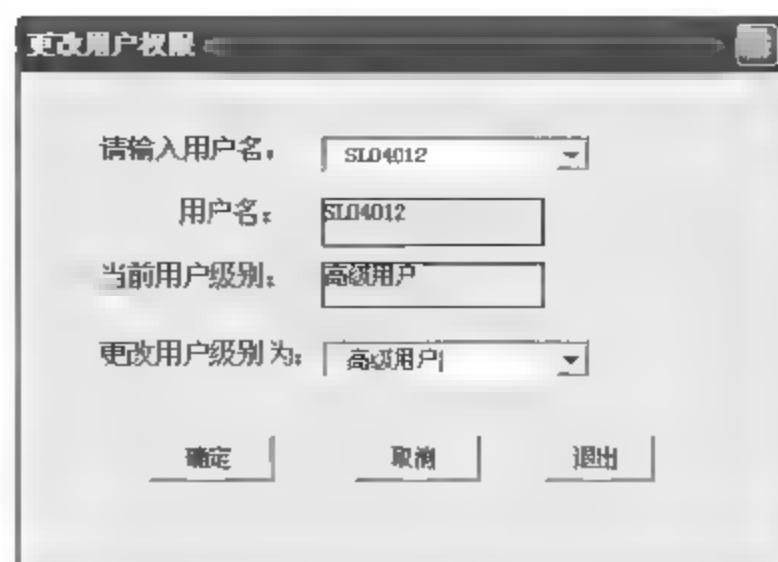 更改用户权限
请输入用户名： SL04012
用户名： SL04012
当前用户级别： 高级用户
更改用户级别为： 高级用户
确定 取消 退出